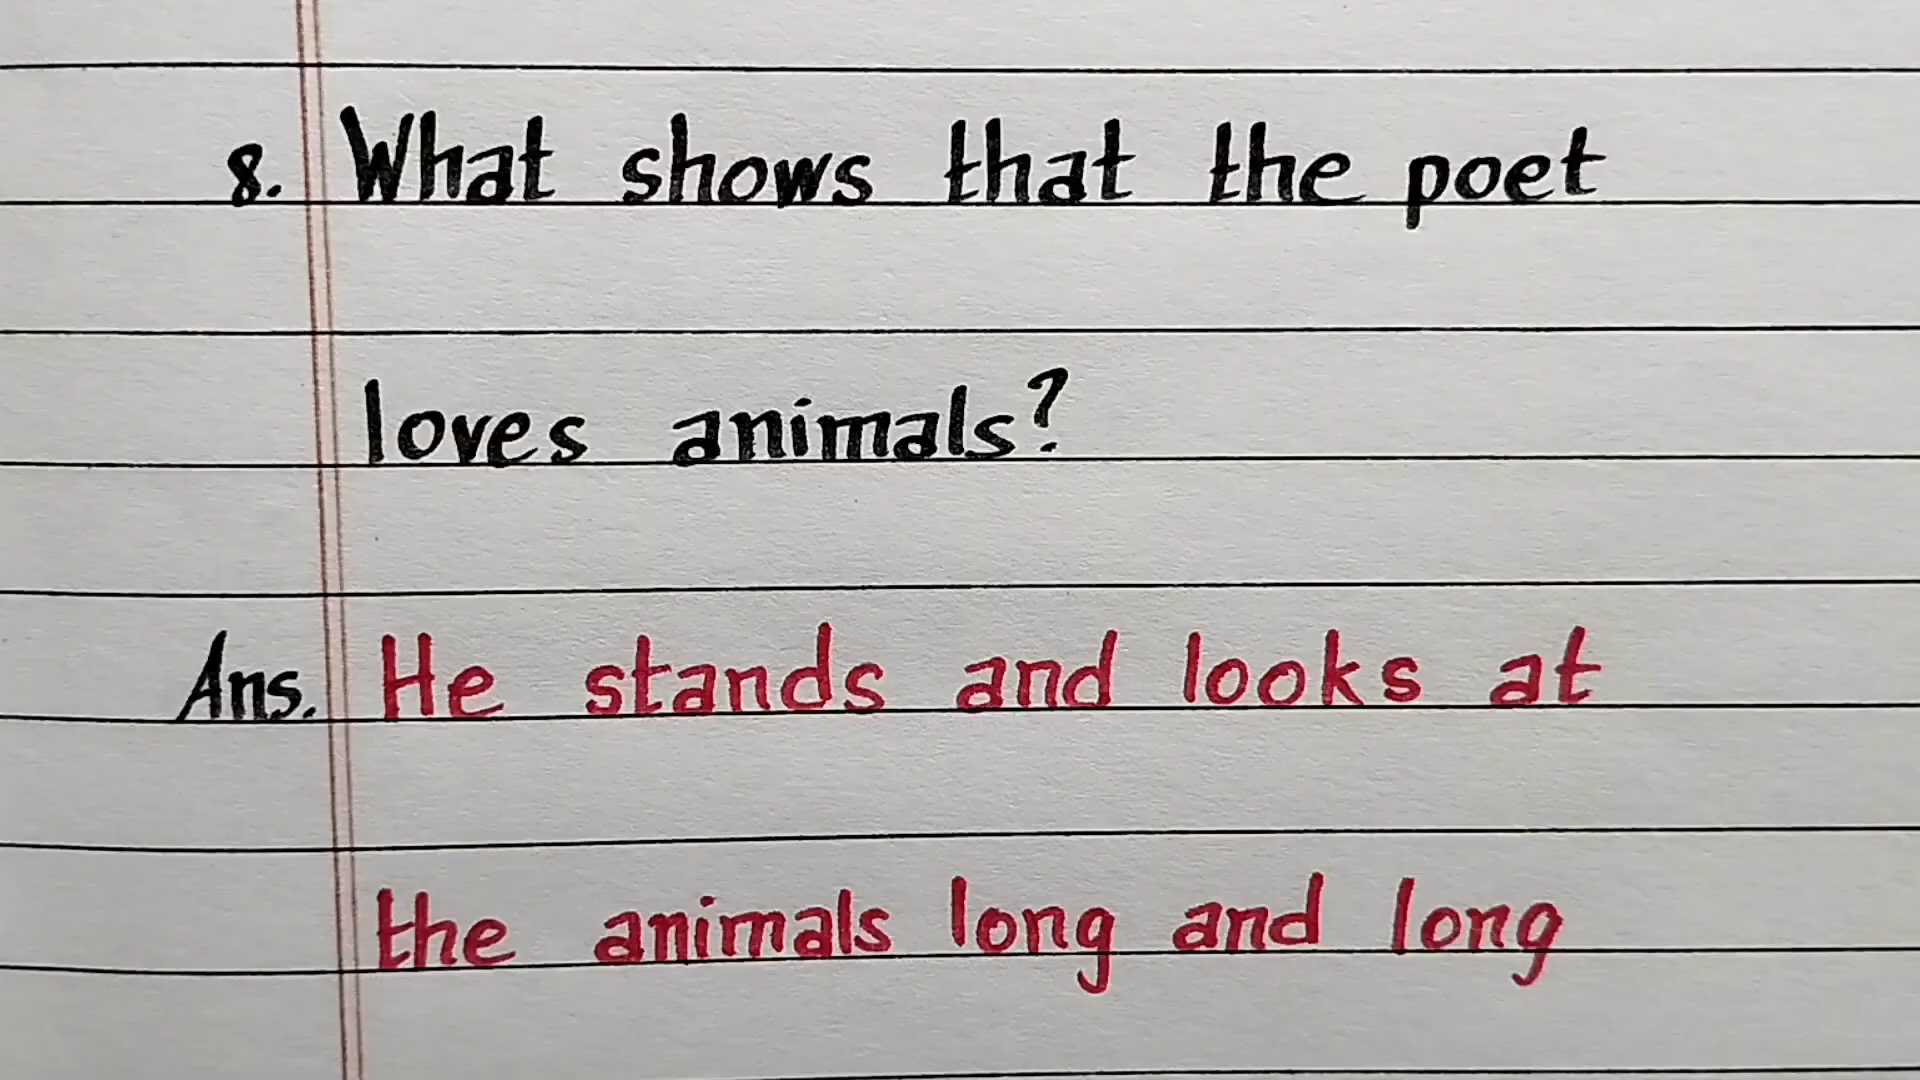 8. What shows that the poet
loves animals?
Ans. He stands and looks at
the animals long and long